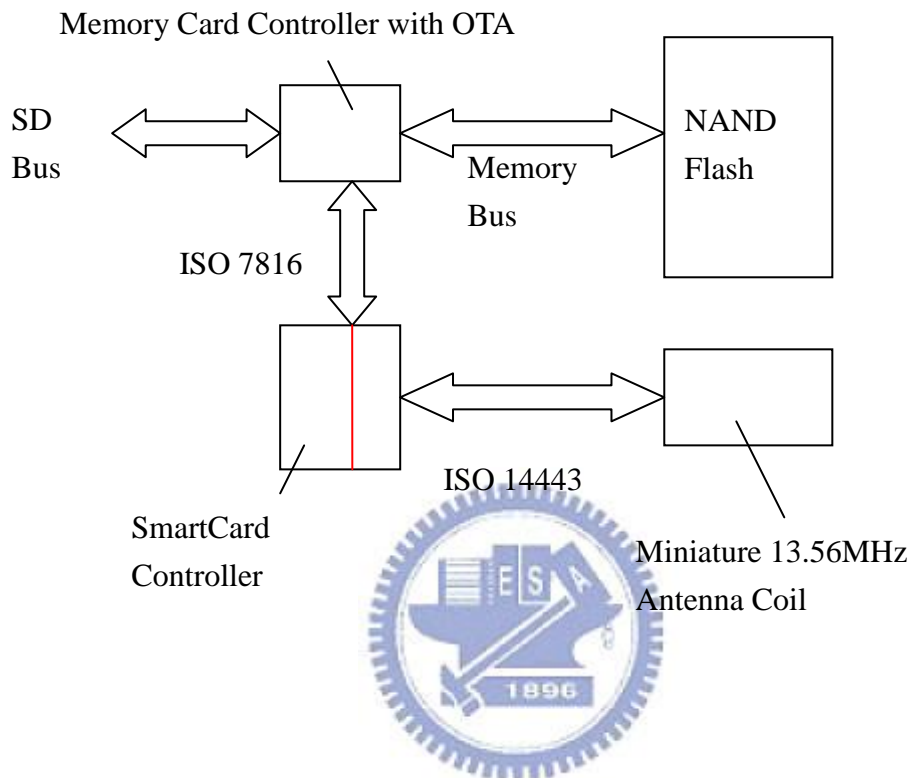 Memory Card Controller with OTA
SD
Bus
NAND
Flash
Memory
Bus
ISO 7816
ISO 14443
SmartCard
Controller
Miniature 13.56MHz
Antenna Coil
E S A
1896